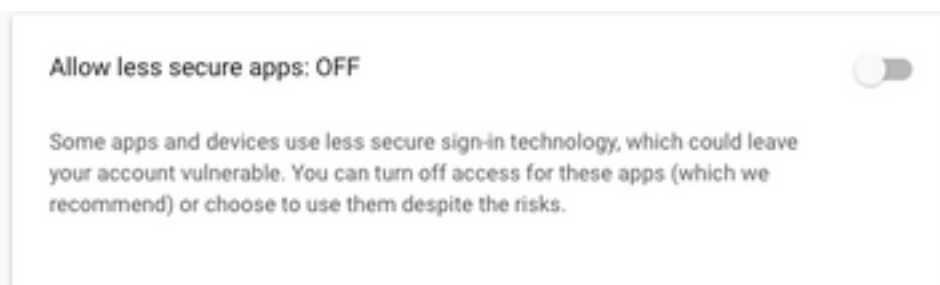 Allow less secure apps: OFF
Some apps and devices use less secure sign-in technology, which could leave
your account vulnerable. You can turn off access for these apps (which we
recommend) or choose to use them despite the risks.